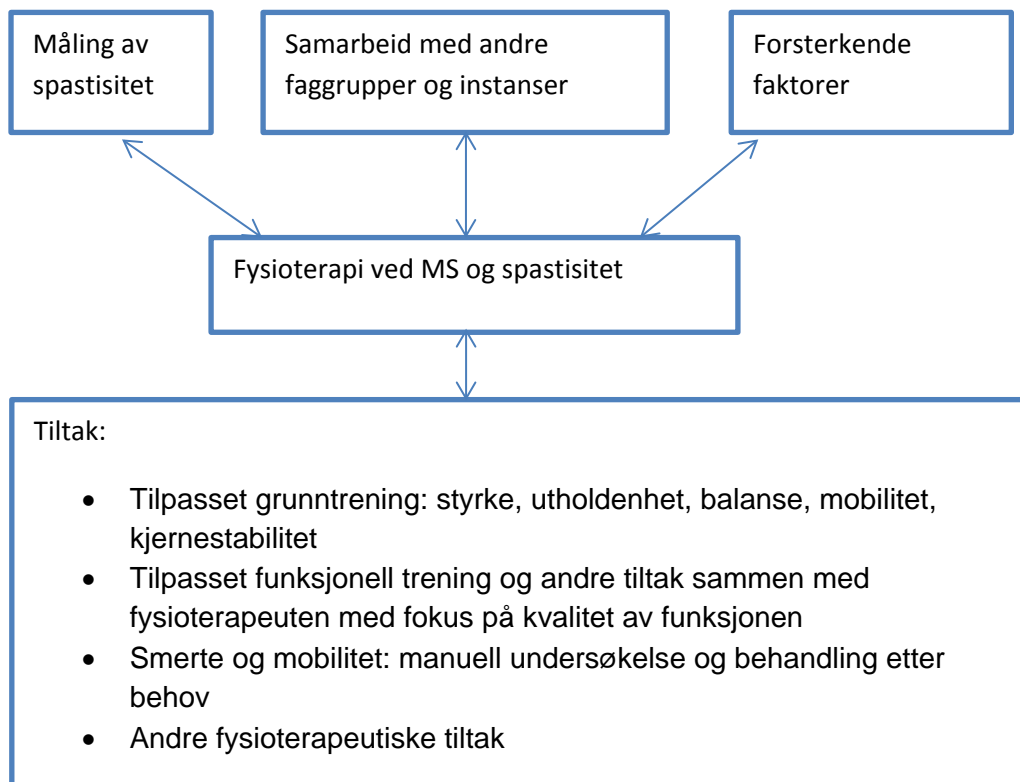 Måling av
spastisitet
Samarbeid med andre
faggrupper og instanser
Forsterkende
faktorer
Fysioterapi ved MS og spastisitet
Tiltak:
• Tilpasset grunntrening: styrke, utholdenhet, balanse, mobilitet,
kjernestabilitet
• Tilpasset funksjonell trening og andre tiltak sammen med
fysioterapeuten med fokus på kvalitet av funksjonen
• Smerte og mobilitet: manuell undersøkelse og behandling etter
behov
• Andre fysioterapeutiske tiltak